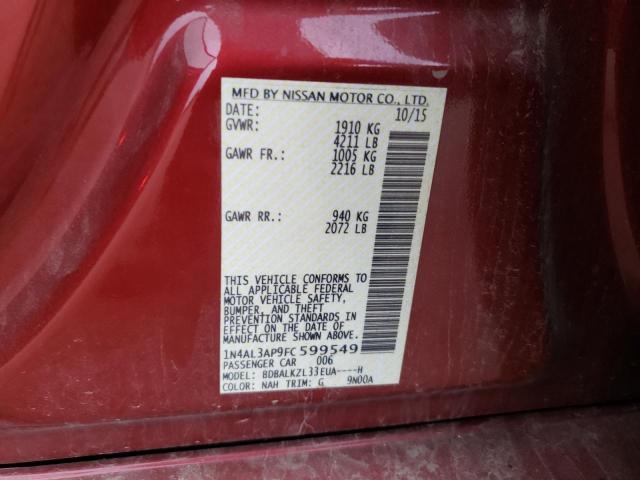 MFD BY NISSAN MOTOR CO., LTD.
DATE: 10/15
GVWR: 1910 KG
4211 LB
GAWR FR.: 1005 KG
2216 LB
GAWR RR.: 940 KG
2072 LB
THIS VEHICLE CONFORMS TO
ALL APPLICABLE FEDERAL
MOTOR VEHICLE SAFETY,
BUMPER, AND THEFT
PREVENTION STANDARDS IN
EFFECT ON THE DATE OF
MANUFACTURE SHOWN ABOVE.
1N4AL3AP9FC599549
PASSENGER CAR 006
MODEL: BDBALKZL33EUA----H
COLOR: NAH TRIM: G 9N00A